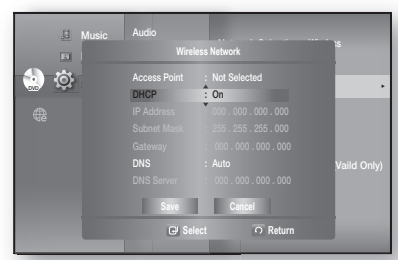 Music
Audio
Wireless Network
Access Point : Not Selected
DHCP : On
IP Address : 000 . 000 . 000 . 000
Subnet Mask : 255 . 255 . 255 . 000
Gateway : 000 . 000 . 000 . 000
DNS : Auto
Vaild Only)
DNS Server : 000 . 000 . 000 . 000
Save
Cancel
Select
Return
DVD